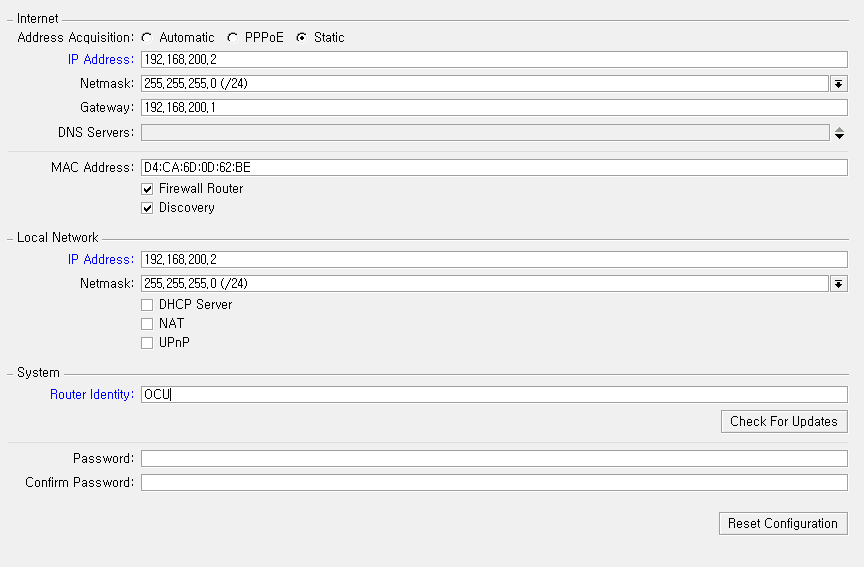 Internet
Address Acquisition: Automatic PPPoE Static
IP Address: 192.168.200.2
Netmask: 255.255.255.0 (/24)
Gateway: 192.168.200.1
DNS Servers:
MAC Address: D4:CA:6D:0D:62:BE
Firewall Router
Discovery
Local Network
IP Address: 192.168.200.2
Netmask: 255.255.255.0 (/24)
DHCP Server
NAT
UPnP
System
Router Identity: OCU
Check For Updates
Password:
Confirm Password:
Reset Configuration